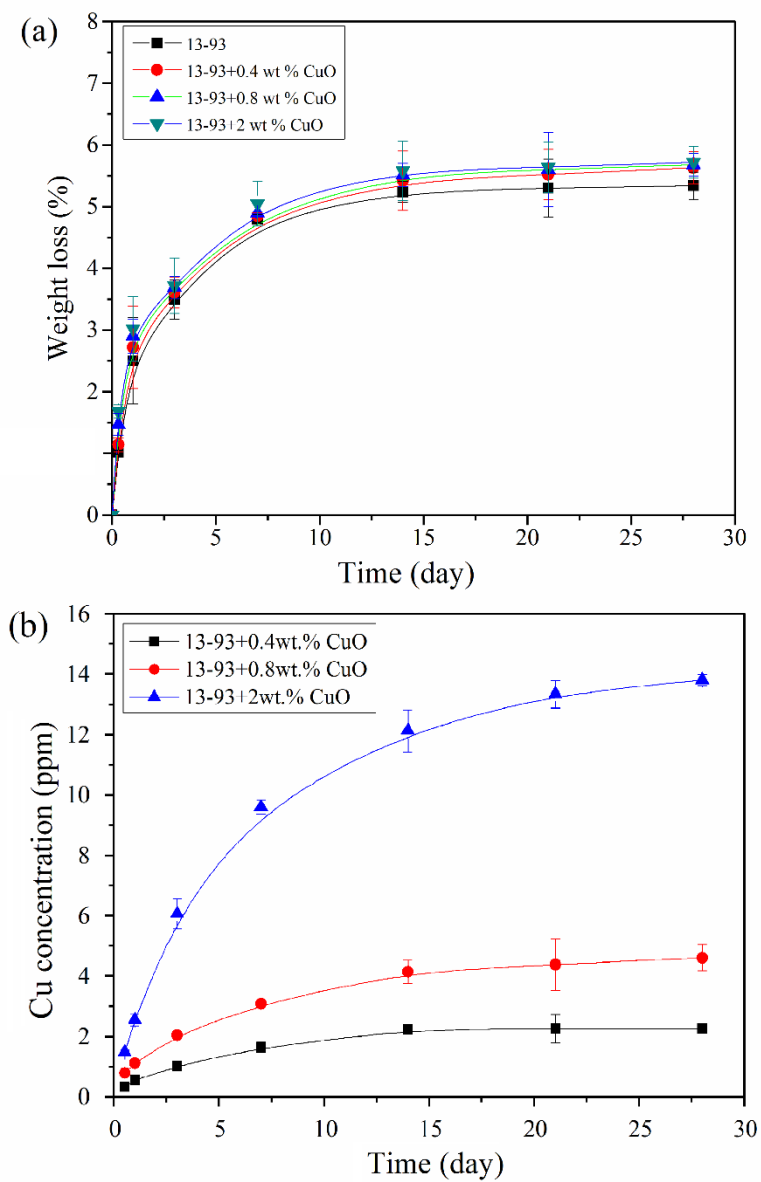 (a)
8
7
6
5
4
3
2
1
0
Weight loss (%)
13-93
13-93+0.4 wt % CuO
13-93+0.8 wt % CuO
13-93+2 wt % CuO
0 5 10 15 20 25 30
Time (day)
(b)
16
14
12
10
8
6
4
2
0
Cu concentration (ppm)
13-93+0.4wt.% CuO
13-93+0.8wt.% CuO
13-93+2wt.% CuO
0 5 10 15 20 25 30
Time (day)